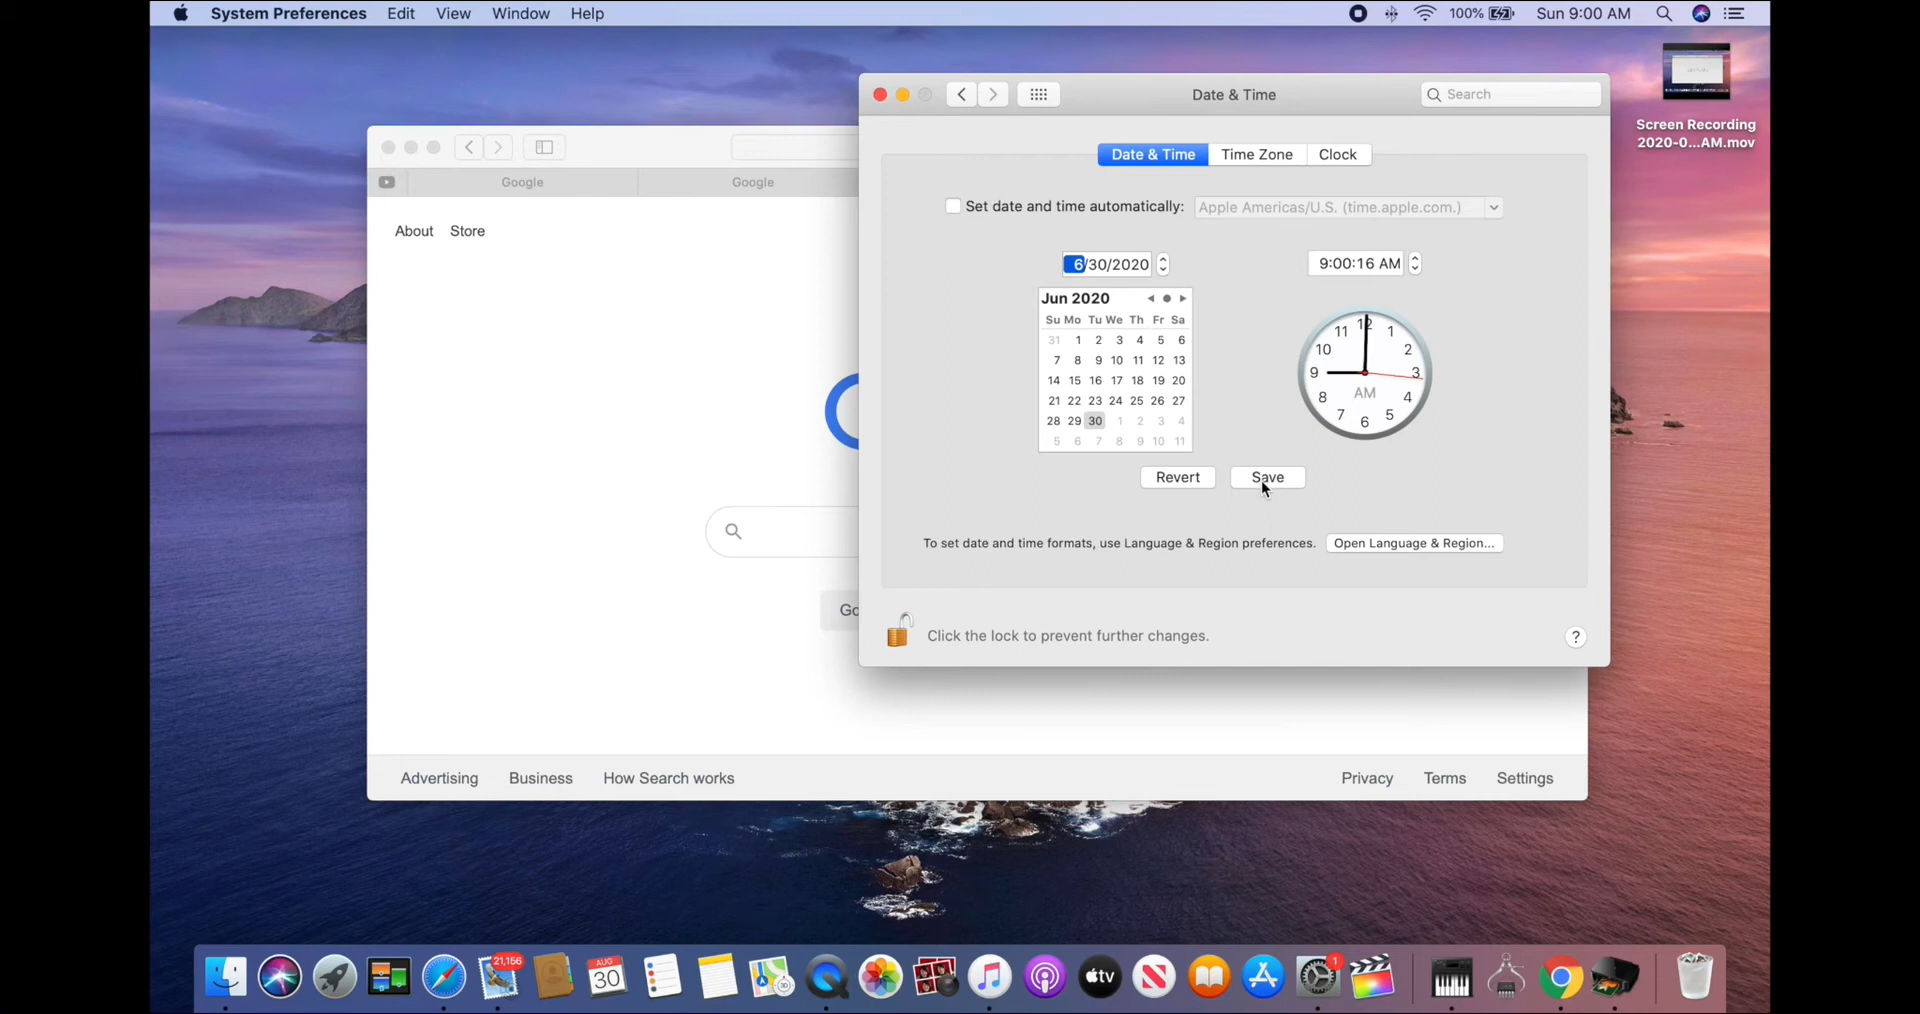 System Preferences Edit View Window Help 100% Sun 9:00 AM
Screen Recording
2020-0...AM.mov
Date & Time
Search
Google Google
Date & Time Time Zone Clock
About Store
Set date and time automatically: Apple Americas/U.S. (time.apple.com.)
6/30/2020 9:00:16 AM
Jun 2020
Su Mo Tu We Th Fr Sa
31 1 2 3 4 5 6
7 8 9 10 11 12 13
14 15 16 17 18 19 20
21 22 23 24 25 26 27
28 29 30 1 2 3 4
5 6 7 8 9 10 11
12 1 2 3 4 5 6 7 8 9 10 11
AM
Revert Save
To set date and time formats, use Language & Region preferences. Open Language & Region...
Go
Click the lock to prevent further changes. ?
Advertising Business How Search works Privacy Terms Settings
21,156 AUG 30 tv 1